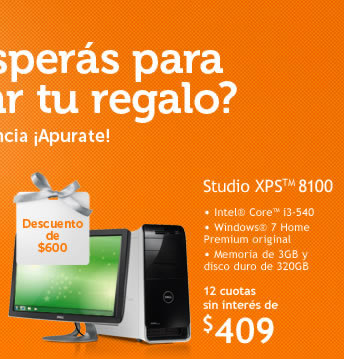 sperás para
ar tu regalo?
ncia ¡Apurate!
Descuento
de
$600
Studio XPS™ 8100
• Intel® Core™ i3-540
• Windows® 7 Home
Premium original
• Memoria de 3GB y
disco duro de 320GB
12 cuotas
sin interés de
$409